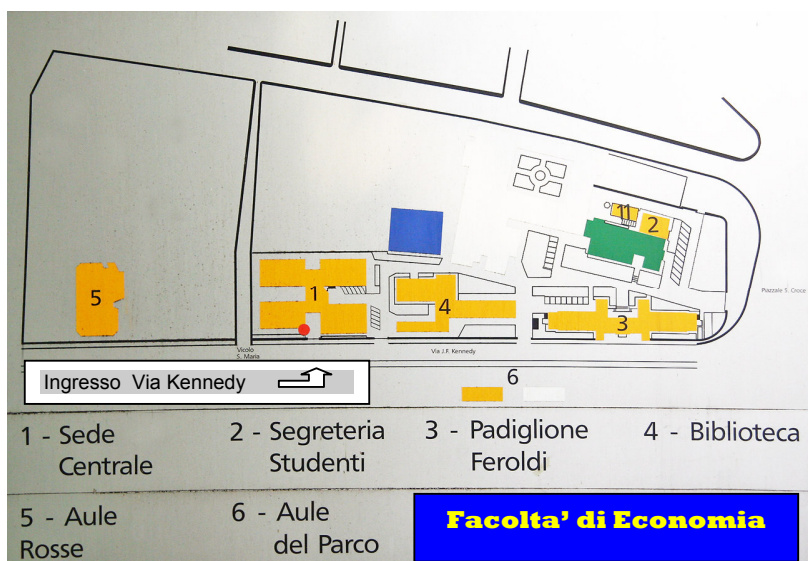 11
2
5
1
4
3
Piazzale S. Croce
Vicolo
S. Maria
Via J.F. Kennedy
Ingresso Via Kennedy
6
1 - Sede
Centrale
2 - Segreteria
Studenti
3 - Padiglione
Feroldi
4 - Biblioteca
5 - Aule
Rosse
6 - Aule
del Parco
Facolta' di Economia